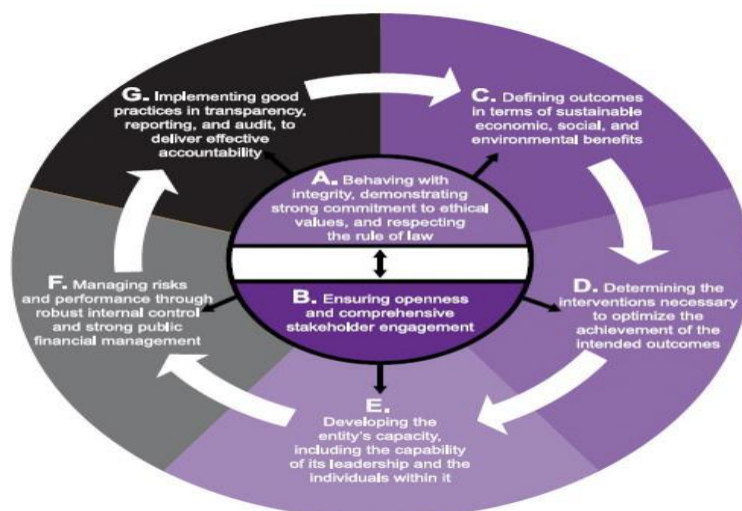 G. Implementing good
practices in transparency,
reporting, and audit, to
deliver effective
accountability
C. Defining outcomes
in terms of sustainable
economic, social, and
environmental benefits
A. Behaving with
integrity, demonstrating
strong commitment to ethical
values, and respecting
the rule of law
B. Ensuring openness
and comprehensive
stakeholder engagement
F. Managing risks
and performance through
robust internal control
and strong public
financial management
D. Determining the
interventions necessary
to optimize the
achievement of the
intended outcomes
E.
Developing the
entity's capacity,
including the capability
of its leadership and the
individuals within it